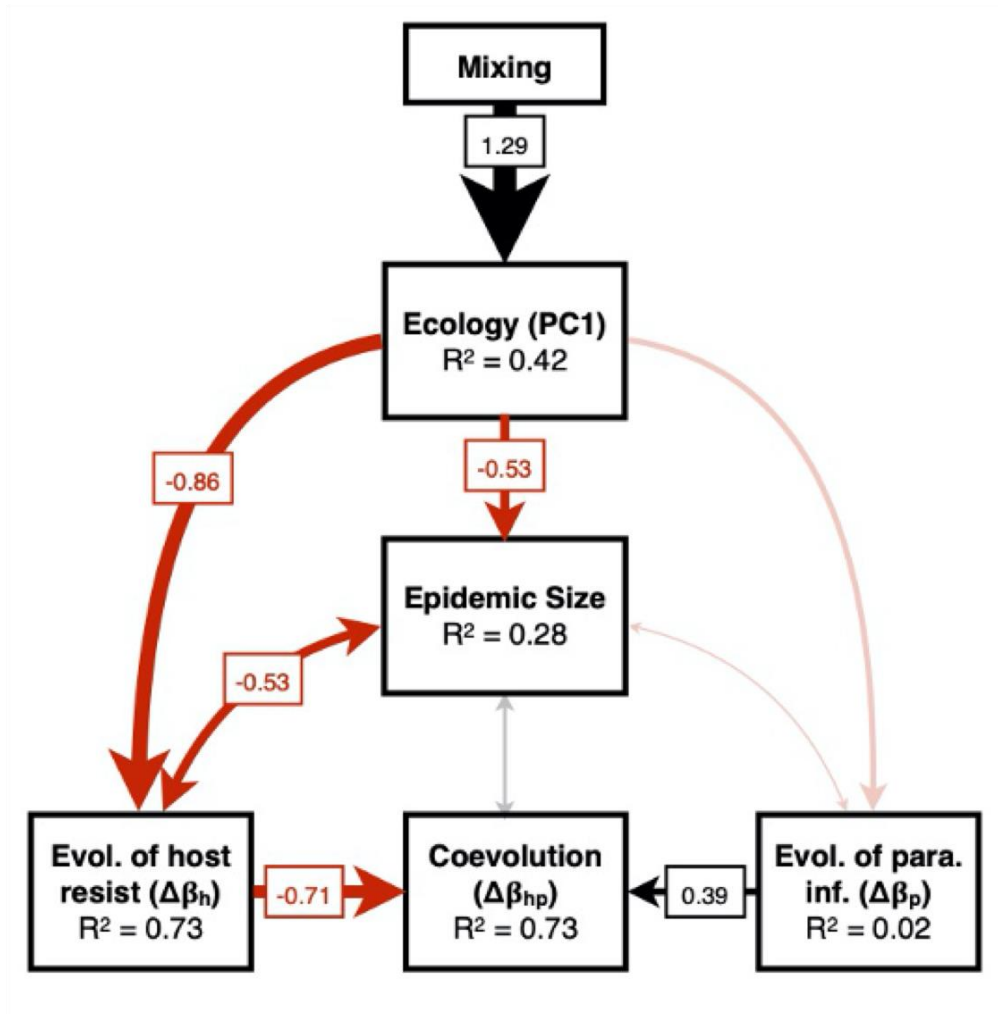 Mixing
1.29
Ecology (PC1)
R² = 0.42
-0.86
-0.53
Epidemic Size
R² = 0.28
-0.53
Evol. of host
resist (Δβₕ)
R² = 0.73
-0.71
Coevolution
(Δβₕₚ)
R² = 0.73
0.39
Evol. of para.
inf. (Δβₚ)
R² = 0.02